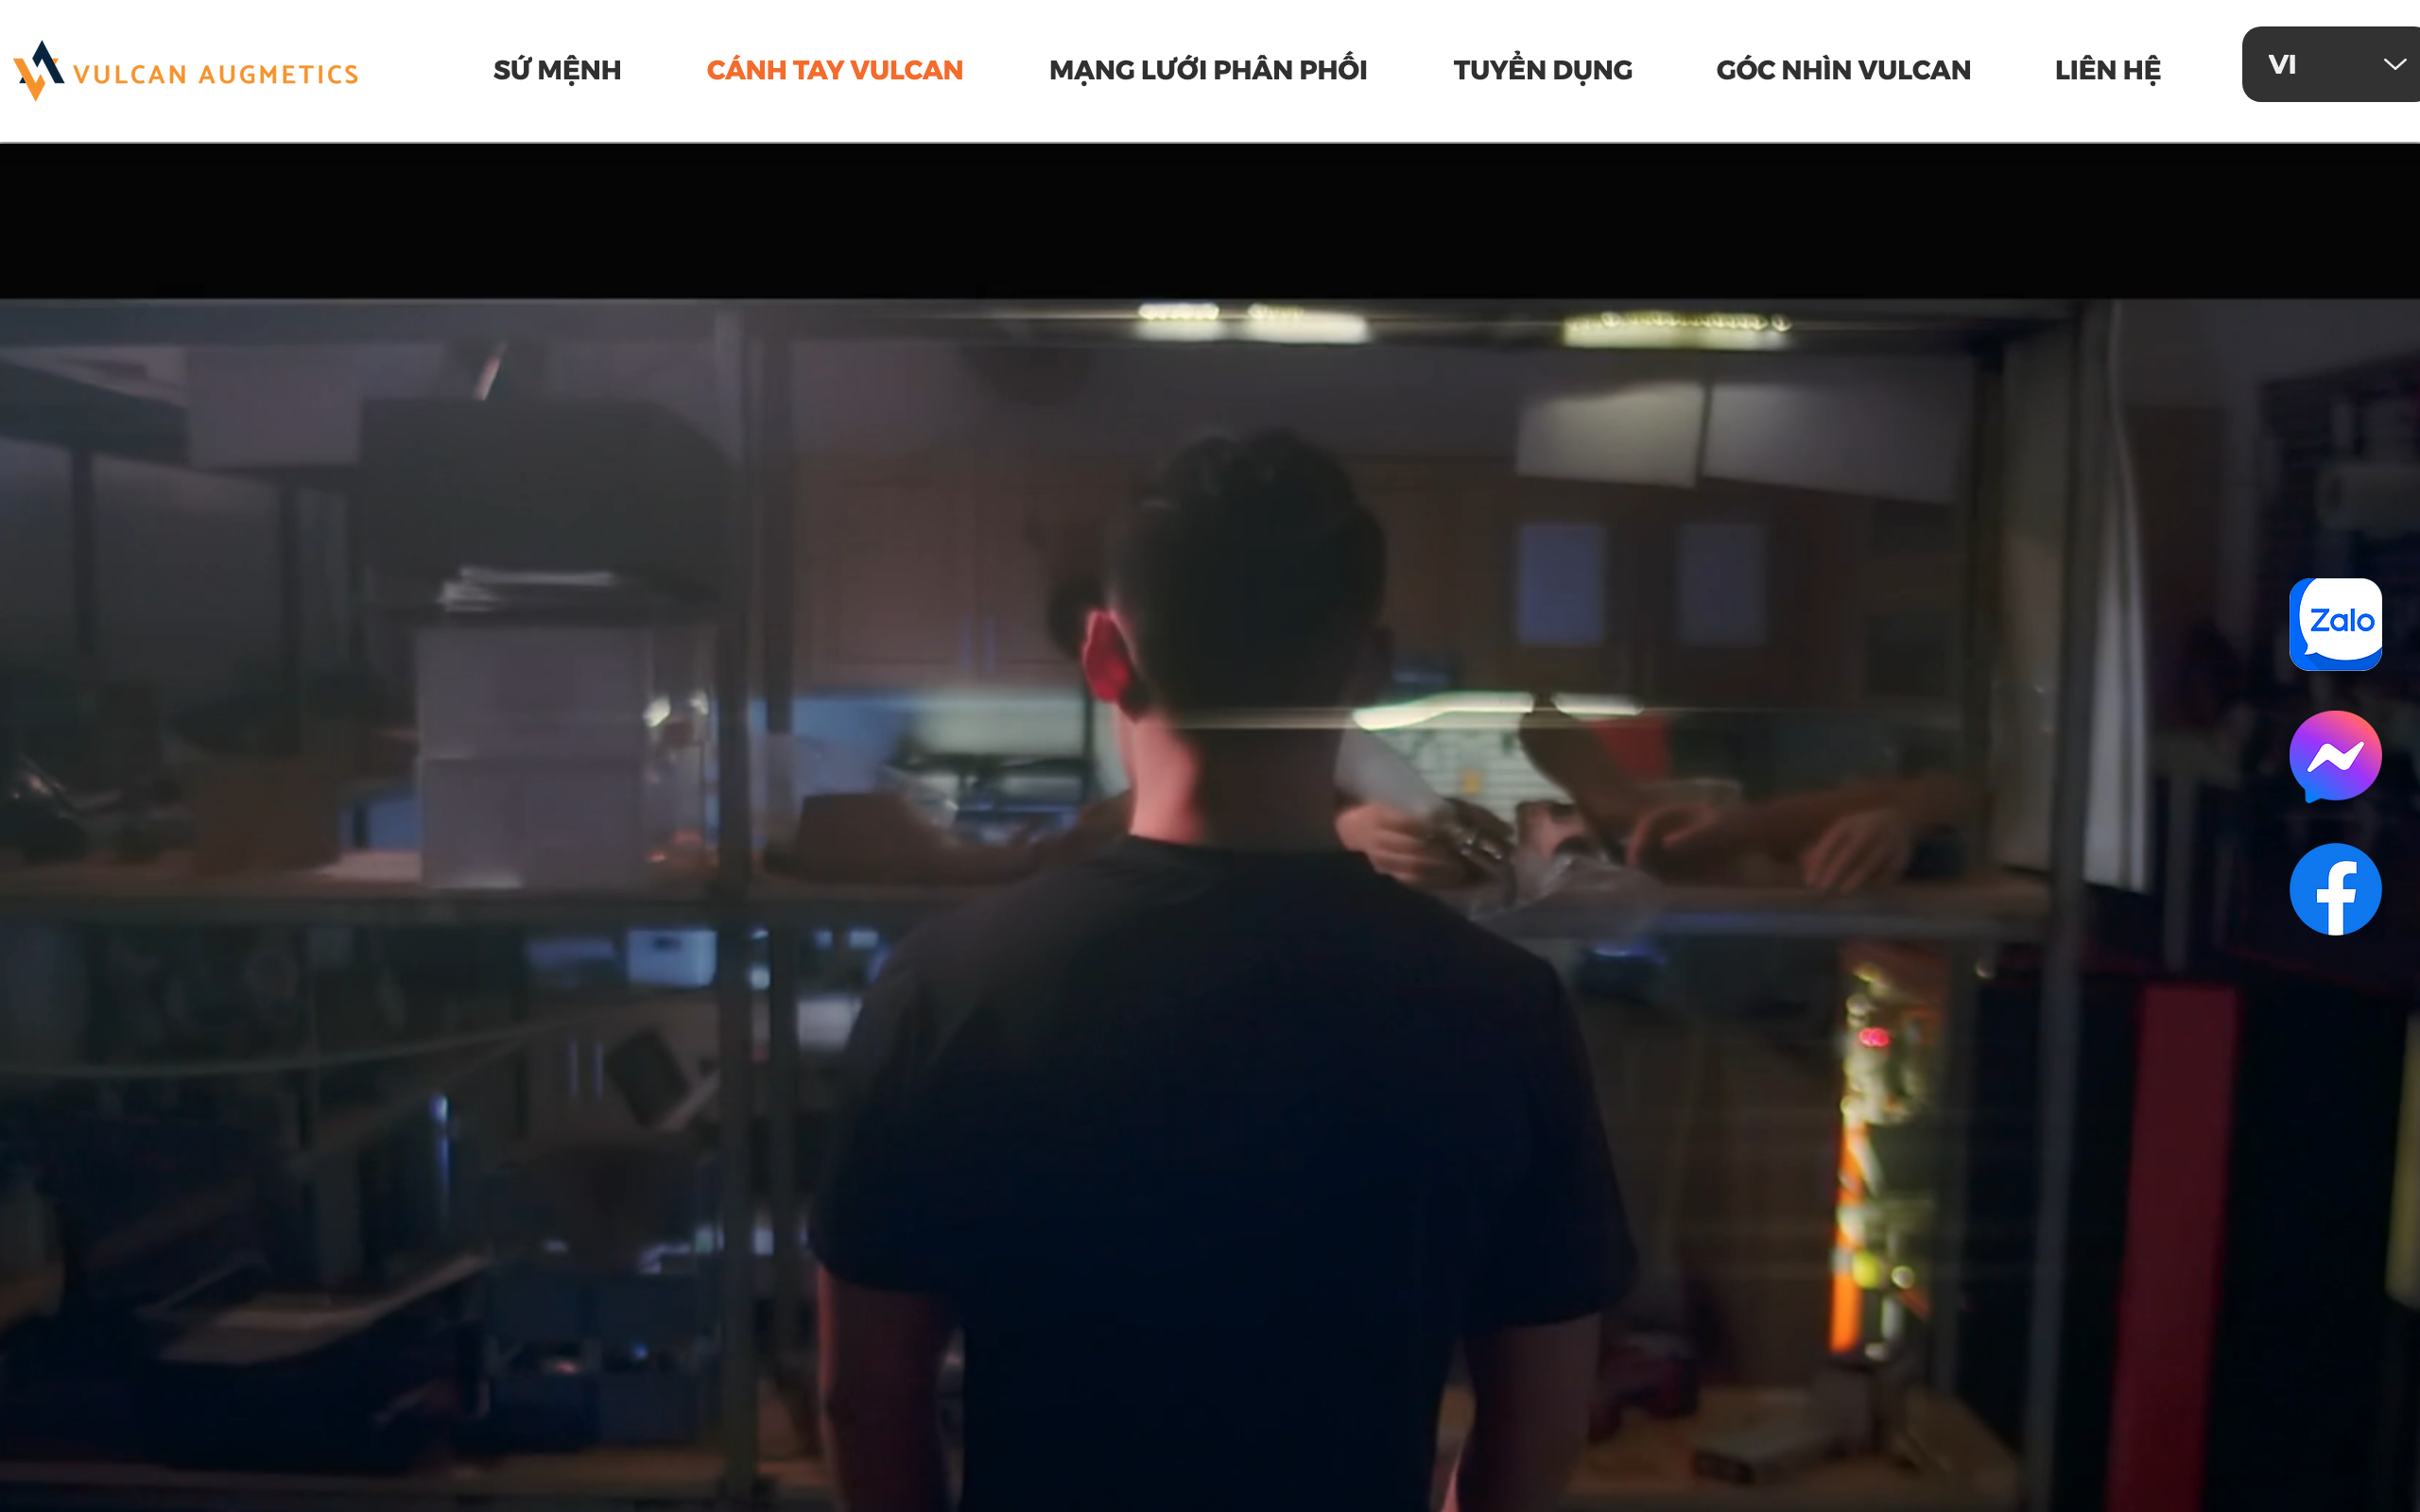 VULCAN AUGMETICS
SỨ MỆNH
CÁNH TAY VULCAN
MẠNG LƯỚI PHÂN PHỐI
TUYỂN DỤNG
GÓC NHÌN VULCAN
LIÊN HỆ
VI
Zalo